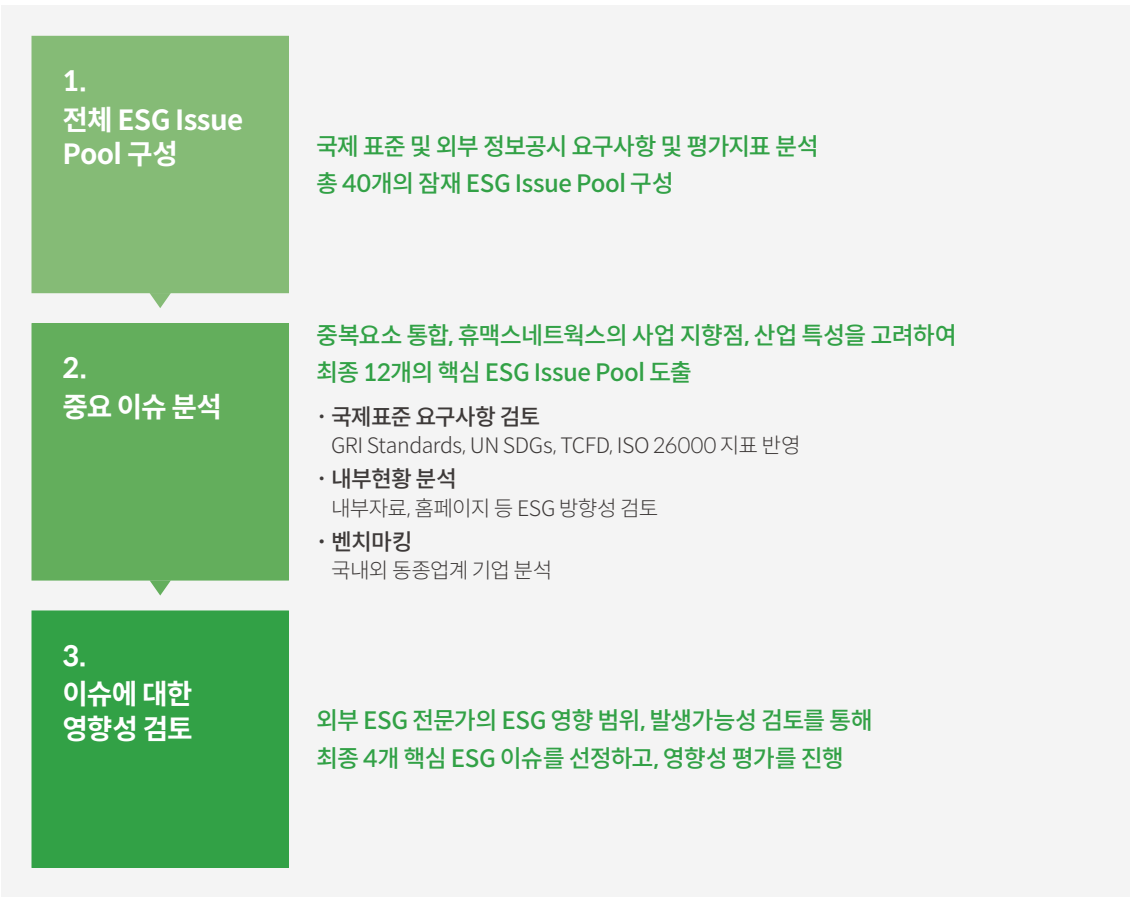 1.
전체 ESG Issue
Pool 구성
국제 표준 및 외부 정보공시 요구사항 및 평가지표 분석
총 40개의 잠재 ESG Issue Pool 구성
2.
중요 이슈 분석
중복요소 통합, 휴맥스네트웍스의 사업 지향점, 산업 특성을 고려하여
최종 12개의 핵심 ESG Issue Pool 도출
· 국제표준 요구사항 검토
GRI Standards, UN SDGs, TCFD, ISO 26000 지표 반영
· 내부현황 분석
내부자료, 홈페이지 등 ESG 방향성 검토
· 벤치마킹
국내외 동종업계 기업 분석
3.
이슈에 대한
영향성 검토
외부 ESG 전문가의 ESG 영향 범위, 발생가능성 검토를 통해
최종 4개 핵심 ESG 이슈를 선정하고, 영향성 평가를 진행